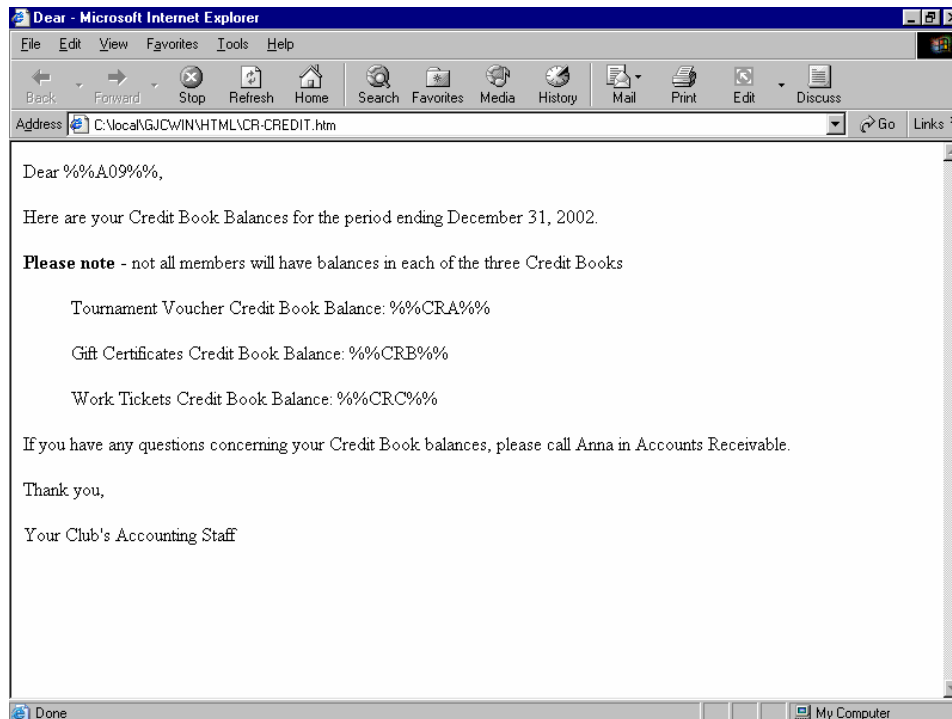 Dear - Microsoft Internet Explorer
File Edit View Favorites Tools Help
Back Forward Stop Refresh Home Search Favorites Media History Mail Print Edit Discuss
Address C:\local\GJCWIN\HTML\CR-CREDIT.htm Go Links
Dear %%A09%%,
Here are your Credit Book Balances for the period ending December 31, 2002.
Please note - not all members will have balances in each of the three Credit Books
Tournament Voucher Credit Book Balance: %%CRA%%
Gift Certificates Credit Book Balance: %%CRB%%
Work Tickets Credit Book Balance: %%CRC%%
If you have any questions concerning your Credit Book balances, please call Anna in Accounts Receivable.
Thank you,
Your Club's Accounting Staff
Done My Computer